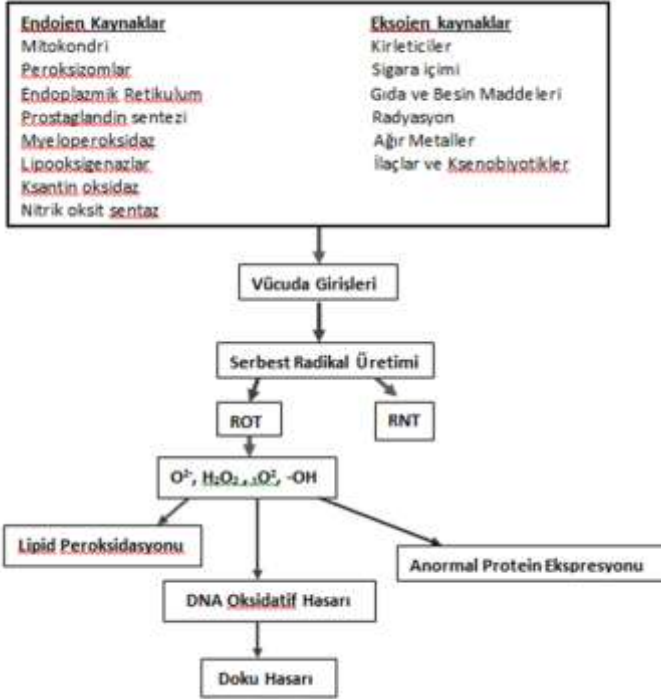 Endojen Kaynaklar
Mitokondri
Peroksizomlar
Endoplazmik Retikulum
Prostaglandin sentezi
Myeloperoksidaz
Lipooksigenazlar
Ksantin oksidaz
Nitrik oksit sentaz
Eksojen kaynaklar
Kirleticiler
Sigara içimi
Gıda ve Besin Maddeleri
Radyasyon
Ağır Metaller
İlaçlar ve Ksenobiyotikler
Vücuda Girisleri
Serbest Radikal Üretimi
ROT
RNT
O²⁻, H₂O₂ , ₁O², -OH
Lipid Peroksidasyonu
Anormal Protein Ekspresyonu
DNA Oksidatif Hasarı
Doku Hasarı